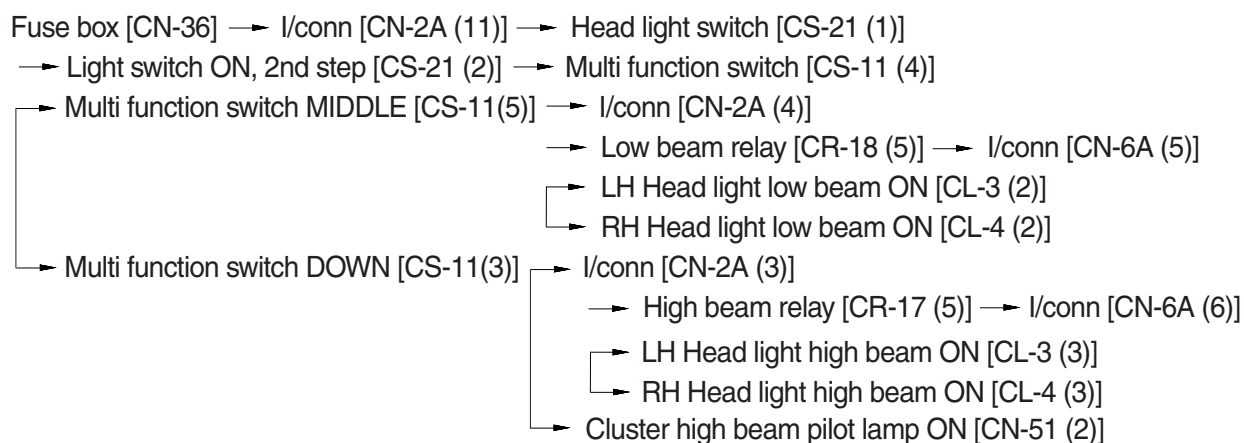 Fuse box [CN-36] → I/conn [CN-2A (11)] → Head light switch [CS-21 (1)]
→ Light switch ON, 2nd step [CS-21 (2)] → Multi function switch [CS-11 (4)]
→ Multi function switch MIDDLE [CS-11(5)] → I/conn [CN-2A (4)]
→ Low beam relay [CR-18 (5)] → I/conn [CN-6A (5)]
→ LH Head light low beam ON [CL-3 (2)]
→ RH Head light low beam ON [CL-4 (2)]
→ Multi function switch DOWN [CS-11(3)] → I/conn [CN-2A (3)]
→ High beam relay [CR-17 (5)] → I/conn [CN-6A (6)]
→ LH Head light high beam ON [CL-3 (3)]
→ RH Head light high beam ON [CL-4 (3)]
→ Cluster high beam pilot lamp ON [CN-51 (2)]